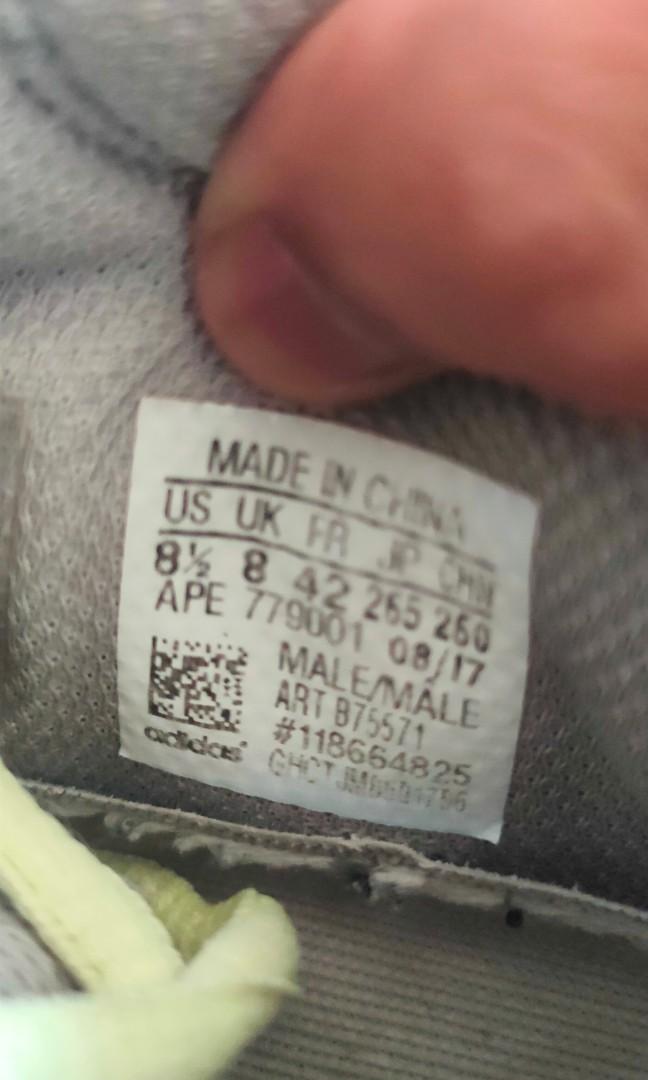 MADE IN CHINA
US UK FR JP CHN
8½ 8 42 265 260
APE 779001 08/17
MALE/MALE
ART B75571
#118664825
GHCT
adidas